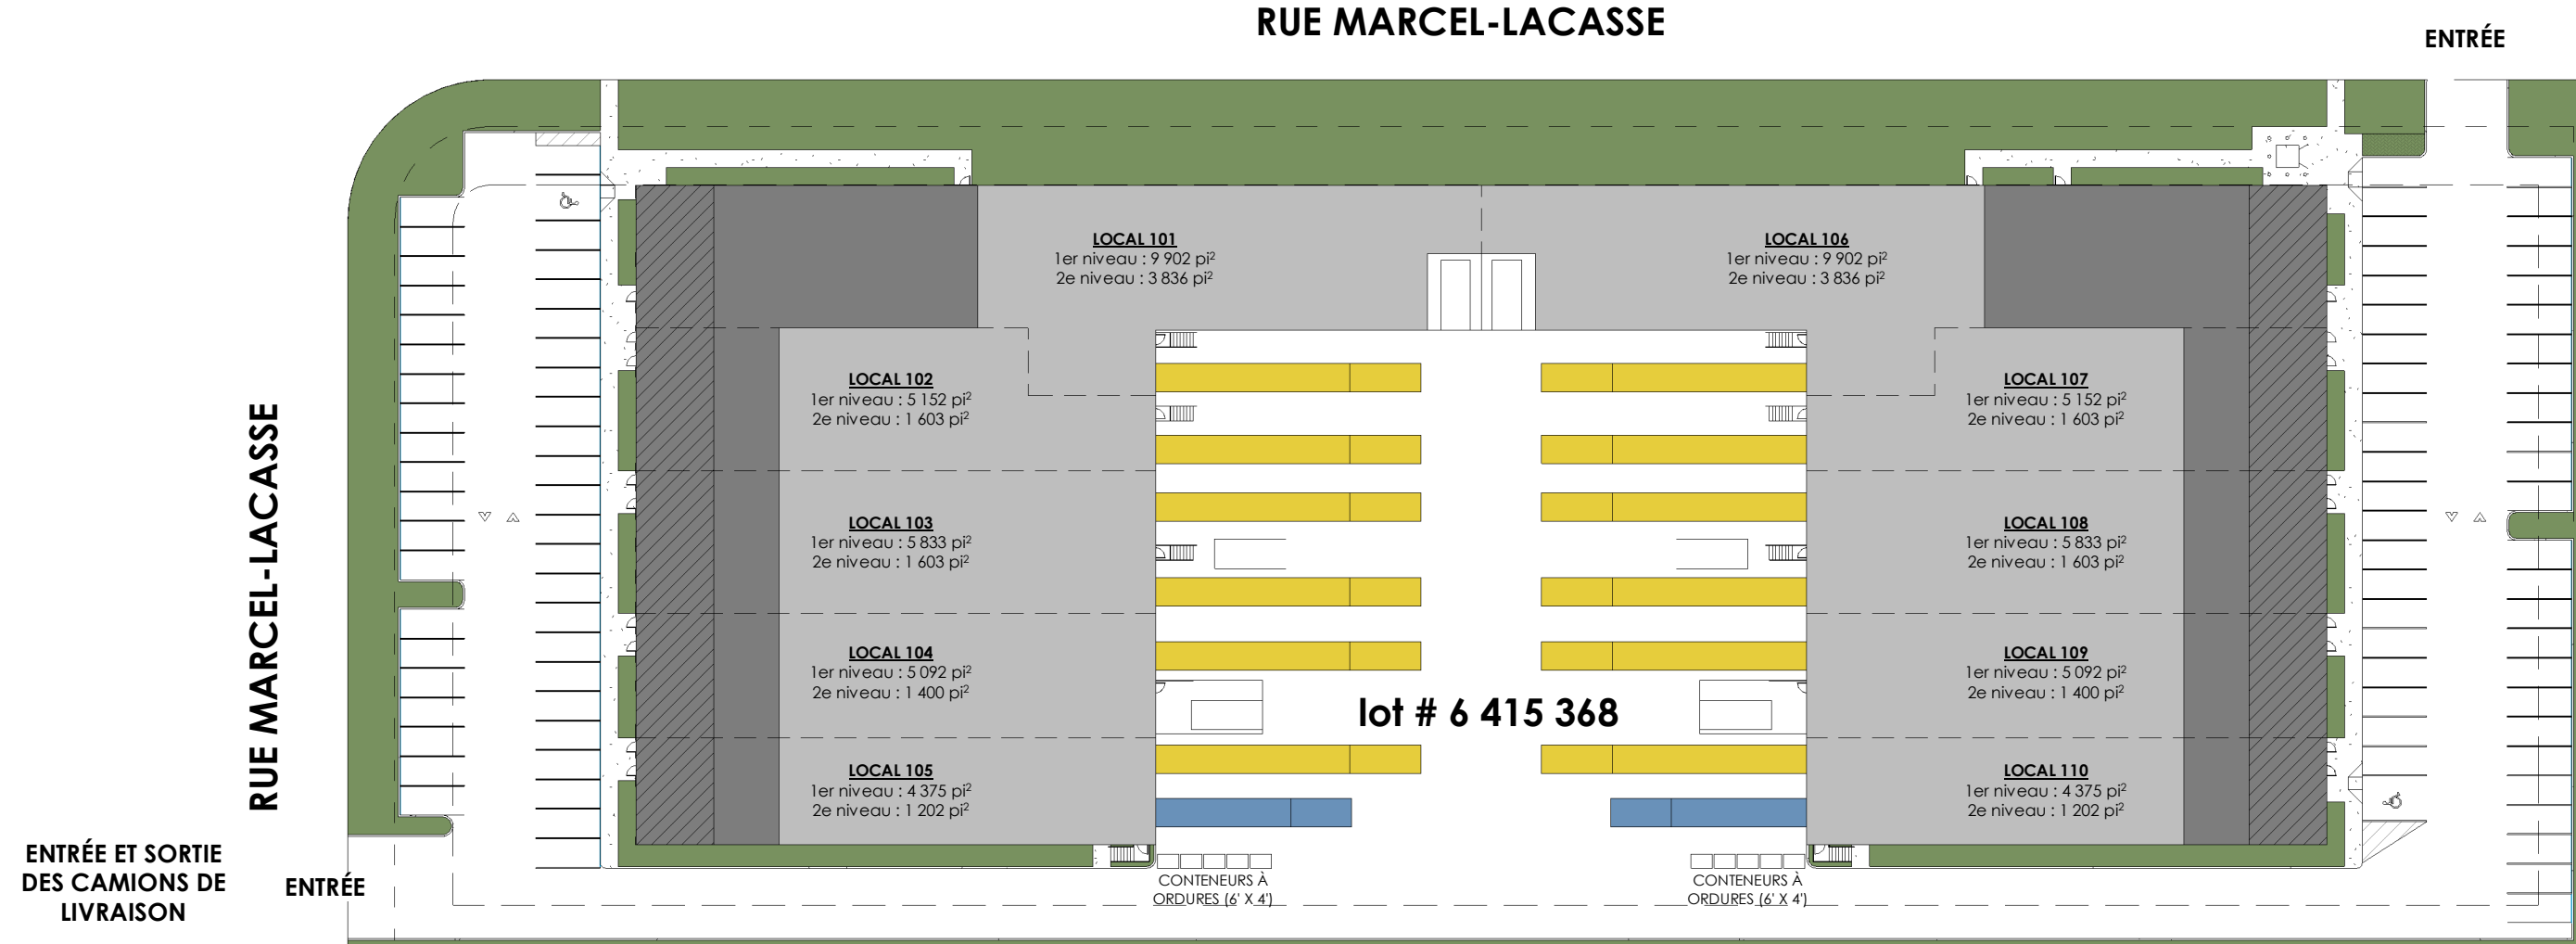 RUE MARCEL-LACASSE
ENTRÉE
LOCAL 101
1er niveau : 9 902 pi²
2e niveau : 3 836 pi²
LOCAL 106
1er niveau : 9 902 pi²
2e niveau : 3 836 pi²
LOCAL 102
1er niveau : 5 152 pi²
2e niveau : 1 603 pi²
LOCAL 107
1er niveau : 5 152 pi²
2e niveau : 1 603 pi²
RUE MARCEL-LACASSE
LOCAL 103
1er niveau : 5 833 pi²
2e niveau : 1 603 pi²
LOCAL 108
1er niveau : 5 833 pi²
2e niveau : 1 603 pi²
LOCAL 104
1er niveau : 5 092 pi²
2e niveau : 1 400 pi²
lot # 6 415 368
LOCAL 109
1er niveau : 5 092 pi²
2e niveau : 1 400 pi²
LOCAL 105
1er niveau : 4 375 pi²
2e niveau : 1 202 pi²
LOCAL 110
1er niveau : 4 375 pi²
2e niveau : 1 202 pi²
ENTRÉE ET SORTIE
DES CAMIONS DE
LIVRAISON
ENTRÉE
CONTENEURS À
ORDURES (6' X 4')
CONTENEURS À
ORDURES (6' X 4')